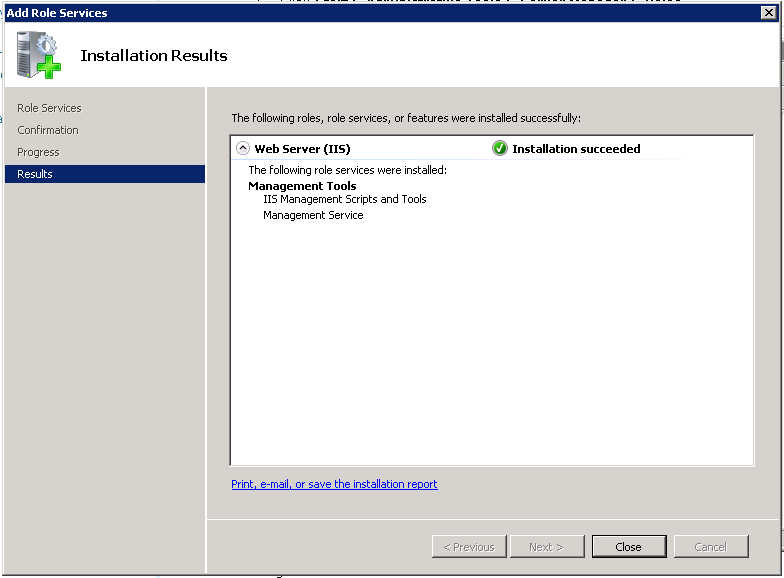 Add Role Services
Installation Results
Role Services
Confirmation
Progress
Results
The following roles, role services, or features were installed successfully:
Web Server (IIS)
Installation succeeded
The following role services were installed:
Management Tools
IIS Management Scripts and Tools
Management Service
Print, e-mail, or save the installation report
< Previous
Next >
Close
Cancel